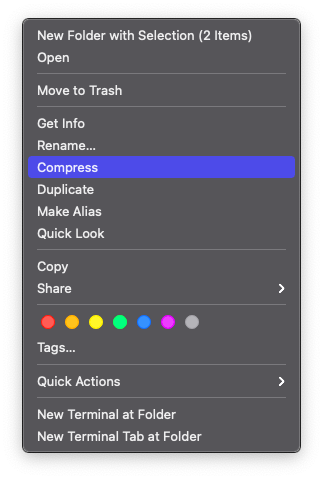 New Folder with Selection (2 Items)
Open
Move to Trash
Get Info
Rename...
Compress
Duplicate
Make Alias
Quick Look
Copy
Share
Tags...
Quick Actions
New Terminal at Folder
New Terminal Tab at Folder